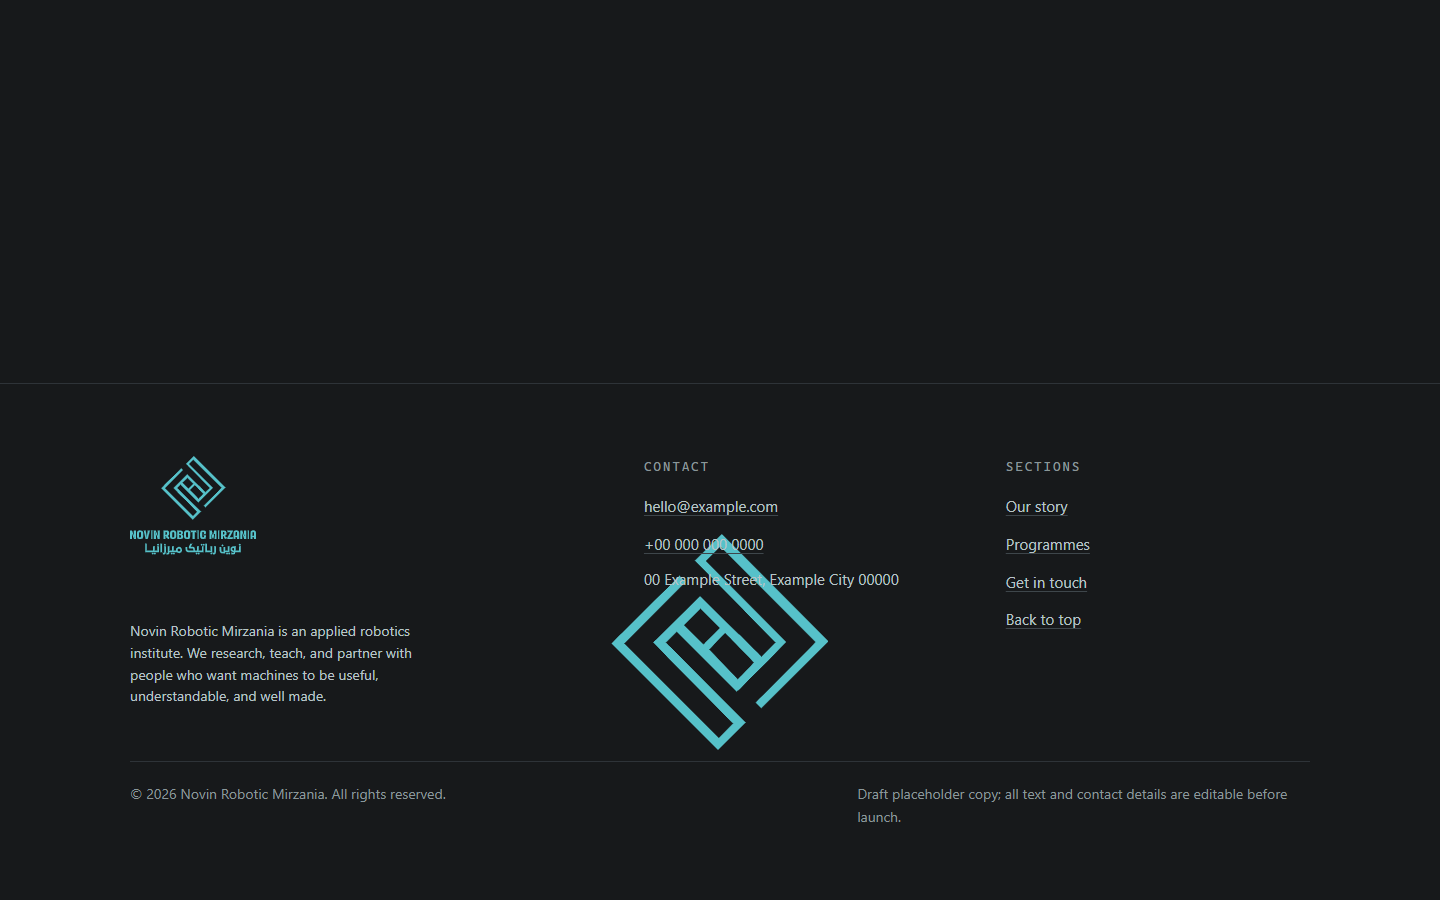 NOVIN ROBOTIC MIRZANIA
نوین رباتیک میرزانیا
Novin Robotic Mirzania is an applied robotics
institute. We research, teach, and partner with
people who want machines to be useful,
understandable, and well made.
CONTACT
hello@example.com
+00 000 000 0000
00 Example Street, Example City 00000
SECTIONS
Our story
Programmes
Get in touch
Back to top
© 2026 Novin Robotic Mirzania. All rights reserved.
Draft placeholder copy; all text and contact details are editable before
launch.